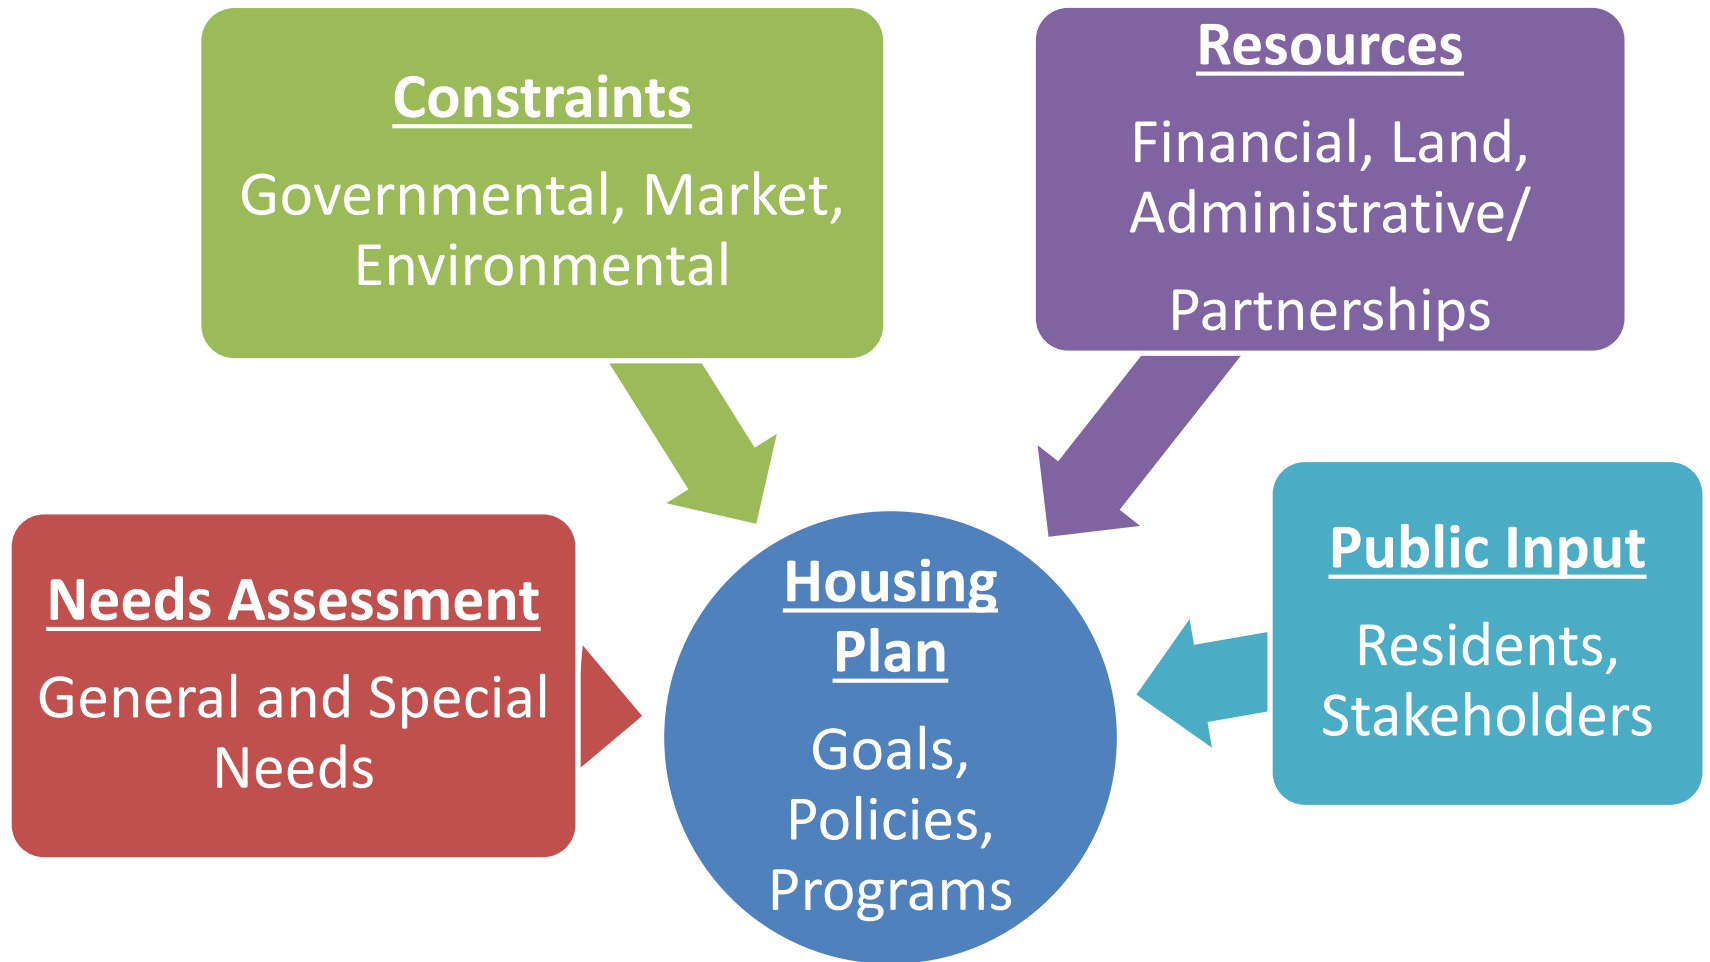 Constraints
Governmental, Market,
Environmental
Resources
Financial, Land,
Administrative/
Partnerships
Needs Assessment
General and Special
Needs
Housing
Plan
Goals,
Policies,
Programs
Public Input
Residents,
Stakeholders